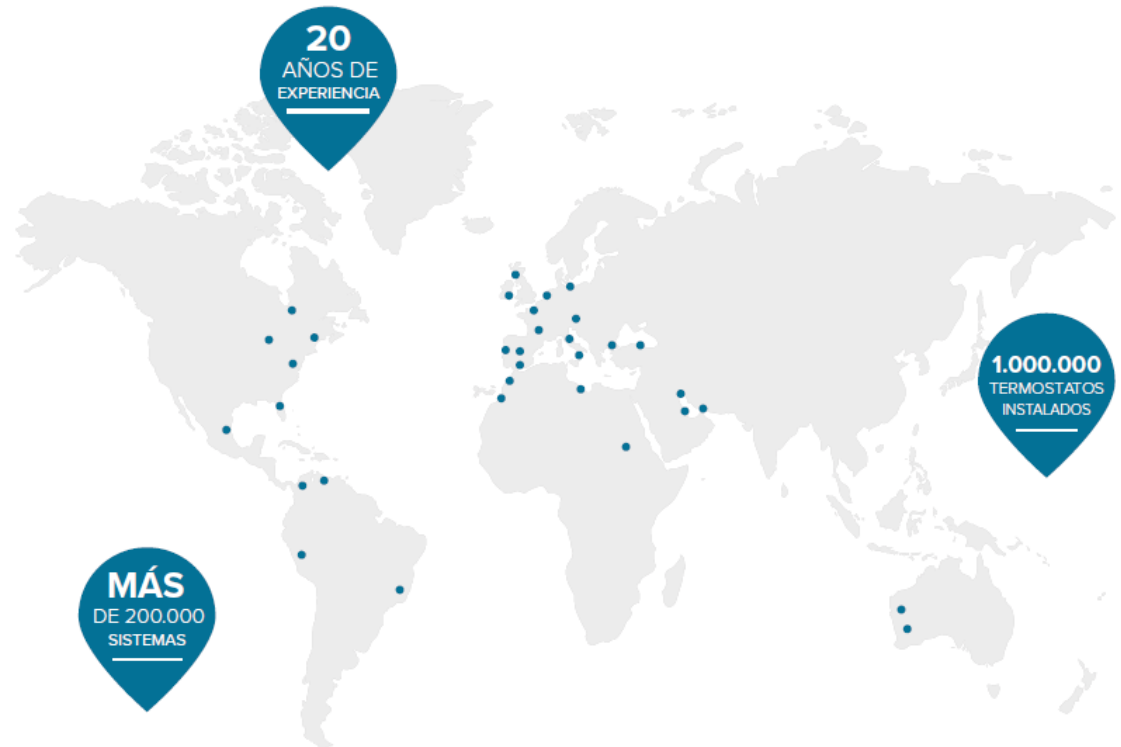 20
AÑOS DE
EXPERIENCIA
1.000.000
TERMOSTATOS
INSTALADOS
MÁS
DE 200.000
SISTEMAS